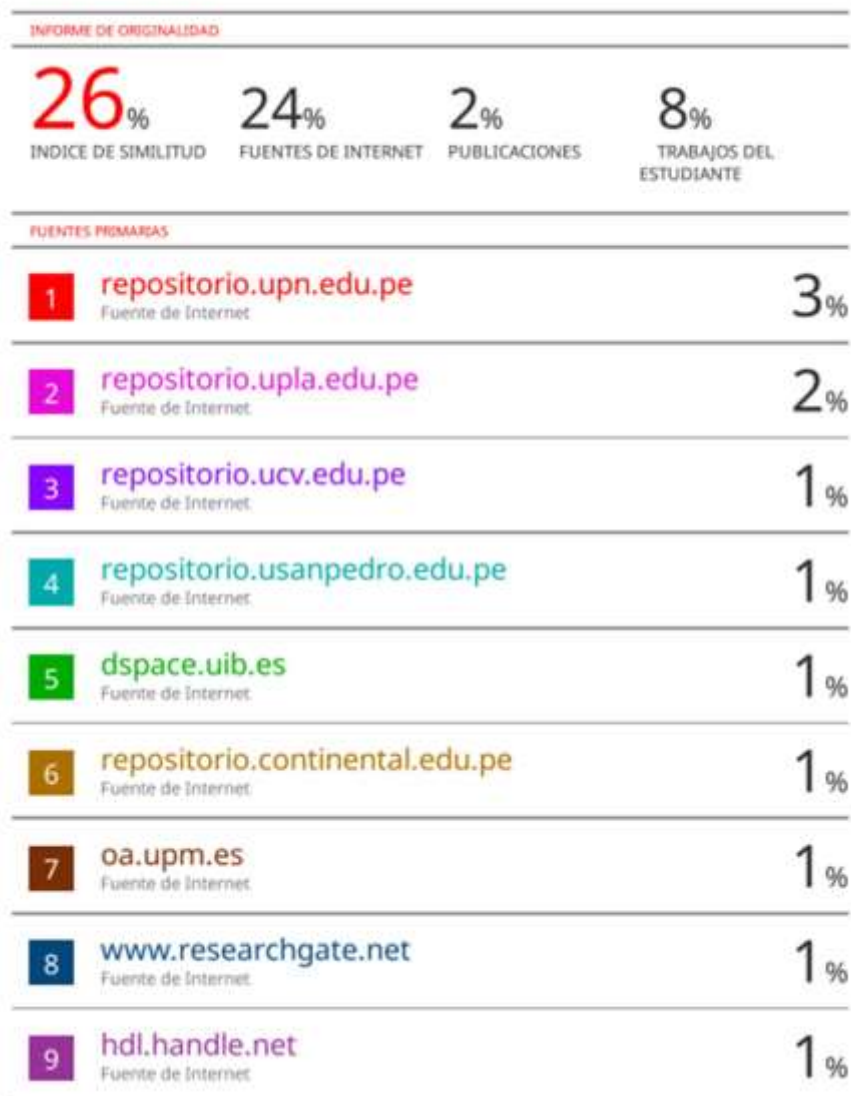 INFORME DE ORIGINALIDAD
26%
24%
2%
8%
INDICE DE SIMILITUD
FUENTES DE INTERNET
PUBLICACIONES
TRABAJOS DEL
ESTUDIANTE
FUENTES PRIMARIAS
1
repositorio.upn.edu.pe
Fuente de Internet
3%
2
repositorio.upla.edu.pe
Fuente de Internet
2%
3
repositorio.ucv.edu.pe
Fuente de Internet
1%
4
repositorio.usanpedro.edu.pe
Fuente de Internet
1%
5
dspace.uib.es
Fuente de Internet
1%
6
repositorio.continental.edu.pe
Fuente de Internet
1%
7
oa.upm.es
Fuente de Internet
1%
8
www.researchgate.net
Fuente de Internet
1%
9
hdl.handle.net
Fuente de Internet
1%